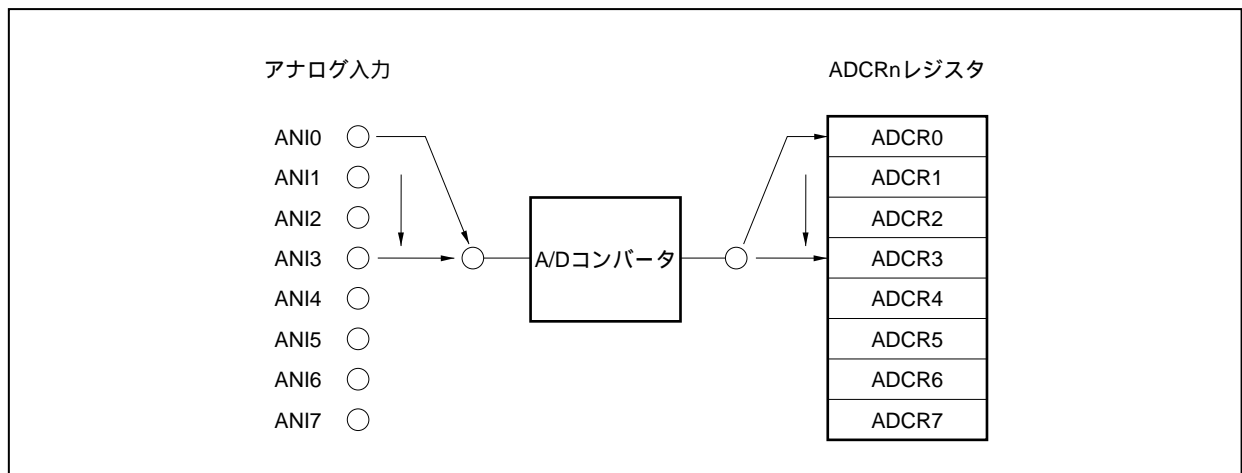 アナログ入力
ADCRnレジスタ
ANI0
ADCR0
ANI1
ADCR1
ANI2
ADCR2
ANI3
A/Dコンバータ
ADCR3
ANI4
ADCR4
ANI5
ADCR5
ANI6
ADCR6
ANI7
ADCR7